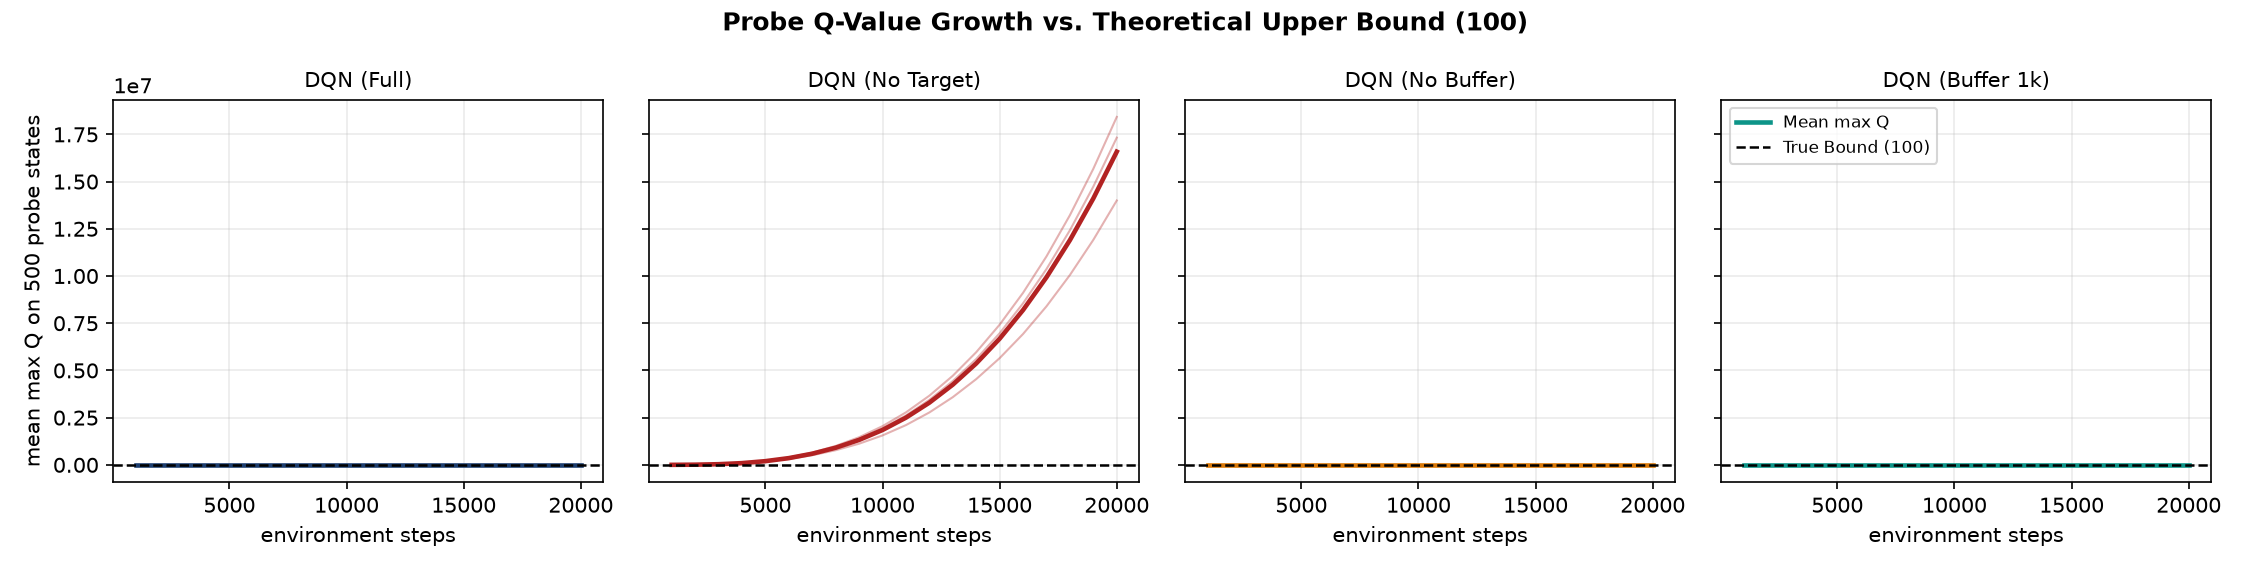 Probe Q-Value Growth vs. Theoretical Upper Bound (100)
DQN (Full)
DQN (No Target)
DQN (No Buffer)
DQN (Buffer 1k)
1e7
mean max Q on 500 probe states
1.75
1.50
1.25
1.00
0.75
0.50
0.25
0.00
Mean max Q
True Bound (100)
5000 10000 15000 20000
5000 10000 15000 20000
5000 10000 15000 20000
5000 10000 15000 20000
environment steps
environment steps
environment steps
environment steps